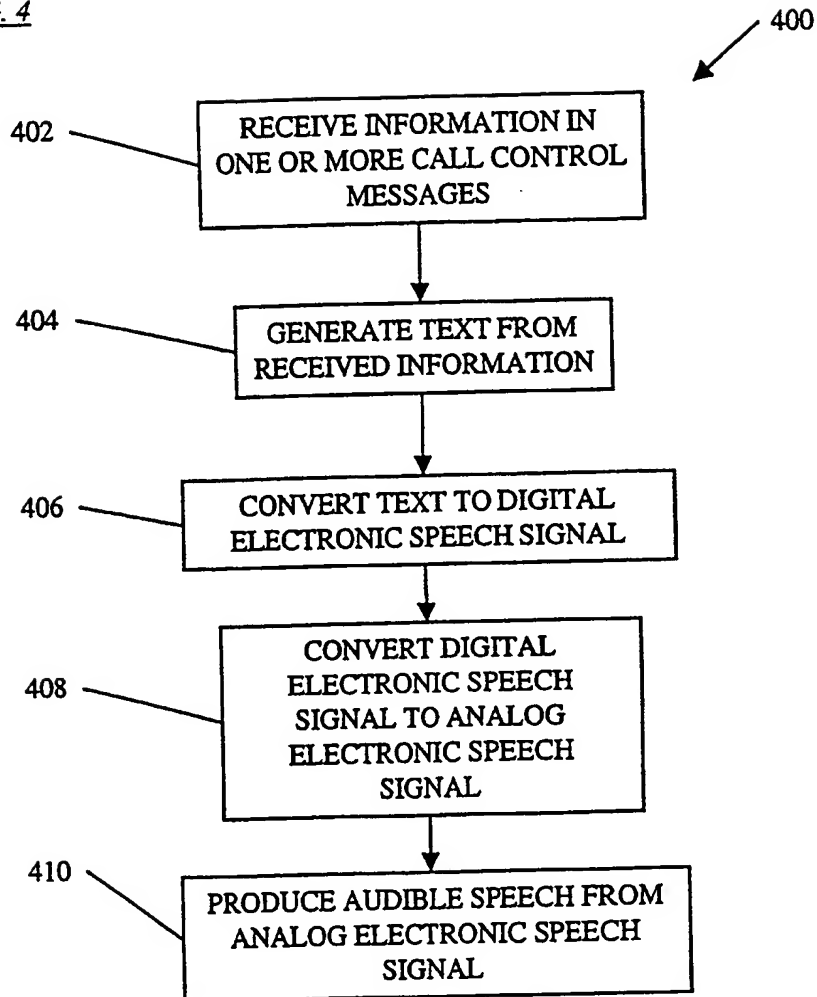 . 4
400
402
RECEIVE INFORMATION IN
ONE OR MORE CALL CONTROL
MESSAGES
404
GENERATE TEXT FROM
RECEIVED INFORMATION
406
CONVERT TEXT TO DIGITAL
ELECTRONIC SPEECH SIGNAL
408
CONVERT DIGITAL
ELECTRONIC SPEECH
SIGNAL TO ANALOG
ELECTRONIC SPEECH
SIGNAL
410
PRODUCE AUDIBLE SPEECH FROM
ANALOG ELECTRONIC SPEECH
SIGNAL